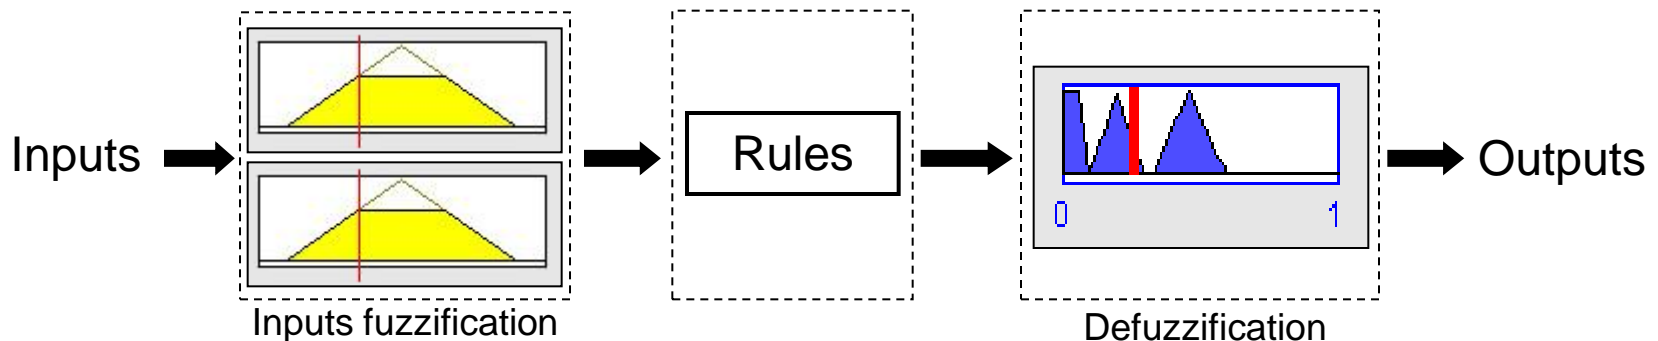 Inputs
Inputs fuzzification
Rules
0 1
Defuzzification
Outputs